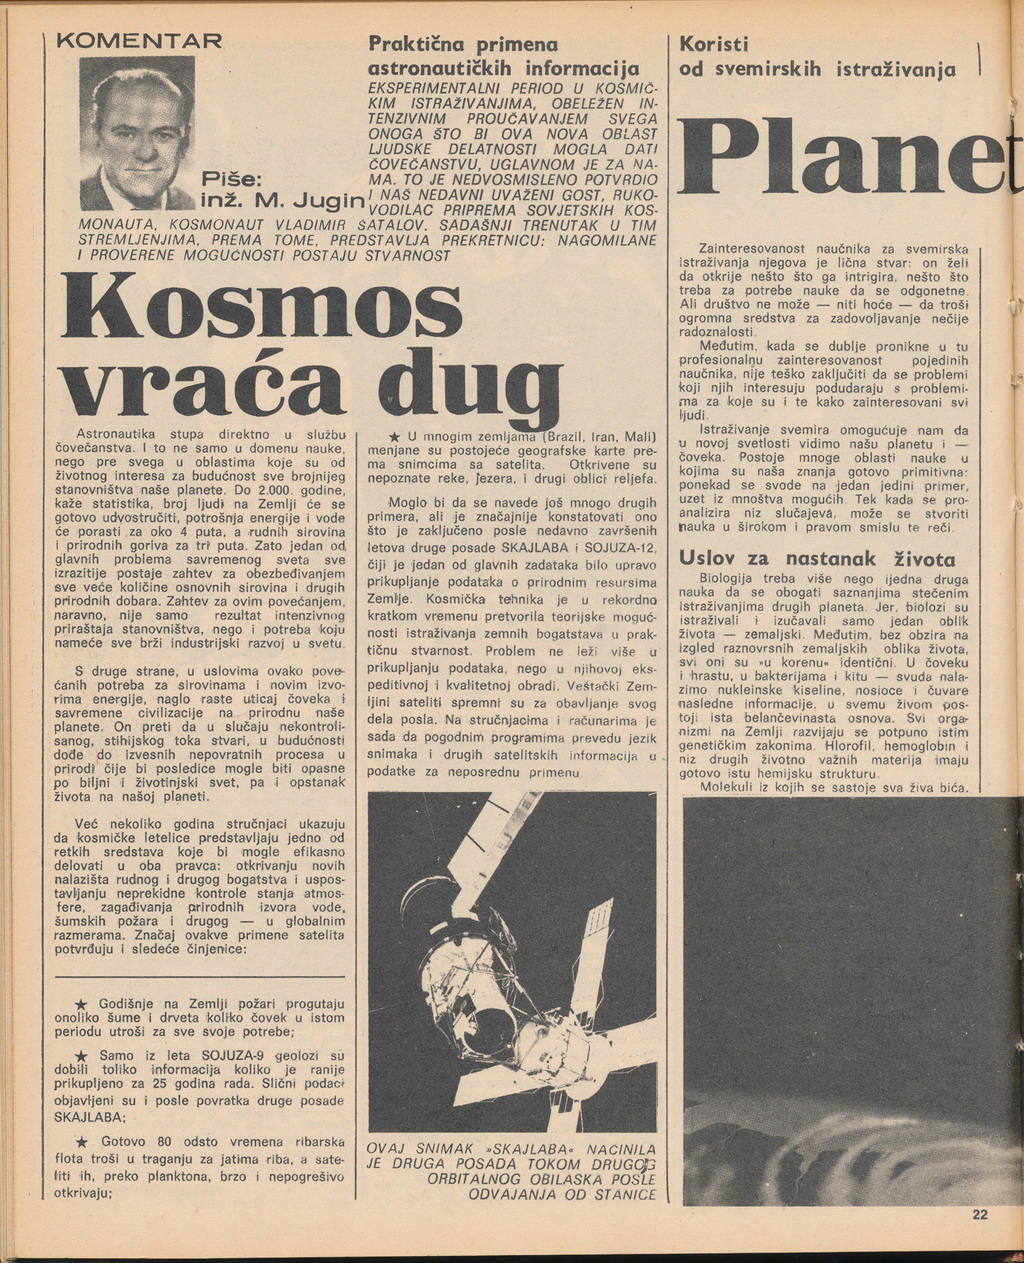 KOMENTAR
Piše:
inž. M. Jugin
Praktična primena
astronautičkih informacija
EKSPERIMENTALNI PERIOD U KOSMIČ-
KIM ISTRAŽIVANJIMA, OBELEŽEN IN-
TENZIVNIM PROUČAVANJEM SVEGA
ONOGA ŠTO BI OVA NOVA OBLAST
LJUDSKE DELATNOSTI MOGLA DATI
ČOVEČANSTVU, UGLAVNOM JE ZA NA-
MA. TO JE NEDVOSMISLENO POTVRDIO
I NAŠ NEDAVNI UVAŽENI GOST, RUKO-
VODILAC PRIPREMA SOVJETSKIH KOS-
MONAUTA, KOSMONAUT VLADIMIR ŠATALOV. SADAŠNJI TRENUTAK U TIM
STREMLJENJIMA, PREMA TOME, PREDSTAVLJA PREKRETNICU: NAGOMILANE
I PROVERENE MOGUĆNOSTI POSTAJU STVARNOST
Kosmos
vraća dug
Astronautika stupa direktno u službu
čovečanstva. I to ne samo u domenu nauke,
nego pre svega u oblastima koje su od
životnog interesa za budućnost sve brojnijeg
stanovništva naše planete. Do 2.000. godine,
kaže statistika, broj ljudi na Zemlji će se
gotovo udvostručiti, potrošnja energije i vode
će porasti za oko 4 puta, a rudnih sirovina
i prirodnih goriva za tri puta. Zato jedan od
glavnih problema savremenog sveta sve
izrazitije postaje zahtev za obezbeđivanjem
sve veće količine osnovnih sirovina i drugih
prirodnih dobara. Zahtev za ovim povećanjem,
naravno, nije samo rezultat intenzivnog
priraštaja stanovništva, nego i potreba koju
nameće sve brži industrijski razvoj u svetu.
S druge strane, u uslovima ovako pove-
ćanih potreba za sirovinama i novim izvo-
rima energije, naglo raste uticaj čoveka i
savremene civilizacije na prirodnu naše
planete. On preti da u slučaju nekontroli-
sanog, stihijskog toka stvari, u budućnosti
dođe do izvesnih nepovratnih procesa u
prirodi čije bi posledice mogle biti opasne
po biljni i životinjski svet, pa i opstanak
života na našoj planeti.
Već nekoliko godina stručnjaci ukazuju
da kosmičke letelice predstavljaju jedno od
retkih sredstava koje bi mogle efikasno
delovati u oba pravca: otkrivanju novih
nalazišta rudnog i drugog bogatstva i uspos-
tavljanju neprekidne kontrole stanja atmos-
fere, zagađivanja prirodnih izvora vode,
šumskih požara i drugog — u globalnim
razmerama. Značaj ovakve primene satelita
potvrđuju i sledeće činjenice:
★ Godišnje na Zemlji požari progutaju
onoliko šume i drveta koliko čovek u istom
periodu utroši za sve svoje potrebe;
★ Samo iz leta SOJUZA-9 geolozi su
dobili toliko informacija koliko je ranije
prikupljeno za 25 godina rada. Slični podaci
objavljeni su i posle povratka druge posade
SKAJLABA;
★ Gotovo 80 odsto vremena ribarska
flota troši u traganju za jatima riba, a sate-
liti ih, preko planktona, brzo i nepogrešivo
otkrivaju;
★ U mnogim zemljama (Brazil, Iran, Mali)
menjane su postojeće geografske karte pre-
ma snimcima sa satelita. Otkrivene su
nepoznate reke, jezera, i drugi oblici reljefa.
Moglo bi da se navede još mnogo drugih
primera, ali je značajnije konstatovati ono
što je zaključeno posle nedavno završenih
letova druge posade SKAJLABA i SOJUZA-12,
čiji je jedan od glavnih zadataka bilo upravo
prikupljanje podataka o prirodnim resursima
Zemlje. Kosmička tehnika je u rekordno
kratkom vremenu pretvorila teorijske moguć-
nosti istraživanja zemnih bogatstava u prak-
tičnu stvarnost. Problem ne leži više u
prikupljanju podataka, nego u njihovoj eks-
peditivnoj i kvalitetnoj obradi. Veštački Zem-
ljini sateliti spremni su za obavljanje svog
dela posla. Na stručnjacima i računarima je
sada da pogodnim programima prevedu jezik
snimaka i drugih satelitskih informacija u
podatke za neposrednu primenu.
OVAJ SNIMAK »SKAJLABA« NAČINILA
JE DRUGA POSADA TOKOM DRUGOG
ORBITALNOG OBILASKA POSLE
ODVAJANJA OD STANICE
Koristi
od svemirskih istraživanja
Planet
Zainteresovanost naučnika za svemirska
istraživanja njegova je lična stvar: on želi
da otkrije nešto što ga intrigira, nešto što
treba za potrebe nauke da se odgonetne.
Ali društvo ne može — niti hoće — da troši
ogromna sredstva za zadovoljavanje nečije
radoznalosti.
Međutim, kada se dublje pronikne u tu
profesionalnu zainteresovanost pojedinih
naučnika, nije teško zaključiti da se problemi
koji njih interesuju podudaraju s problemi-
ma za koje su i te kako zainteresovani svi
ljudi.
Istraživanje svemira omogućuje nam da
u novoj svetlosti vidimo našu planetu i —
čoveka. Postoje mnoge oblasti nauke u
kojima su naša znanja gotovo primitivna:
ponekad se svode na jedan jedini primer,
uzet iz mnoštva mogućih. Tek kada se pro-
analizira niz slučajeva, može se stvoriti
nauka u širokom i pravom smislu te reči.
Uslov za nastanak života
Biologija treba više nego ijedna druga
nauka da se obogati saznanjima stečenim
istraživanjima drugih planeta. Jer, biolozi su
istraživali i izučavali samo jedan oblik
života — zemaljski. Međutim, bez obzira na
izgled raznovrsnih zemaljskih oblika života,
svi oni su »u korenu« identični. U čoveku
i hrastu, u bakterijama i kitu — svuda nala-
zimo nukleinske kiseline, nosioce i čuvare
nasledne informacije, u svemu živom pos-
toji ista belančevinasta osnova. Svi orga-
nizmi na Zemlji razvijaju se potpuno istim
genetičkim zakonima. Hlorofil, hemoglobin i
niz drugih životno važnih materija imaju
gotovo istu hemijsku strukturu.
Molekuli iz kojih se sastoje sva živa bića,
22